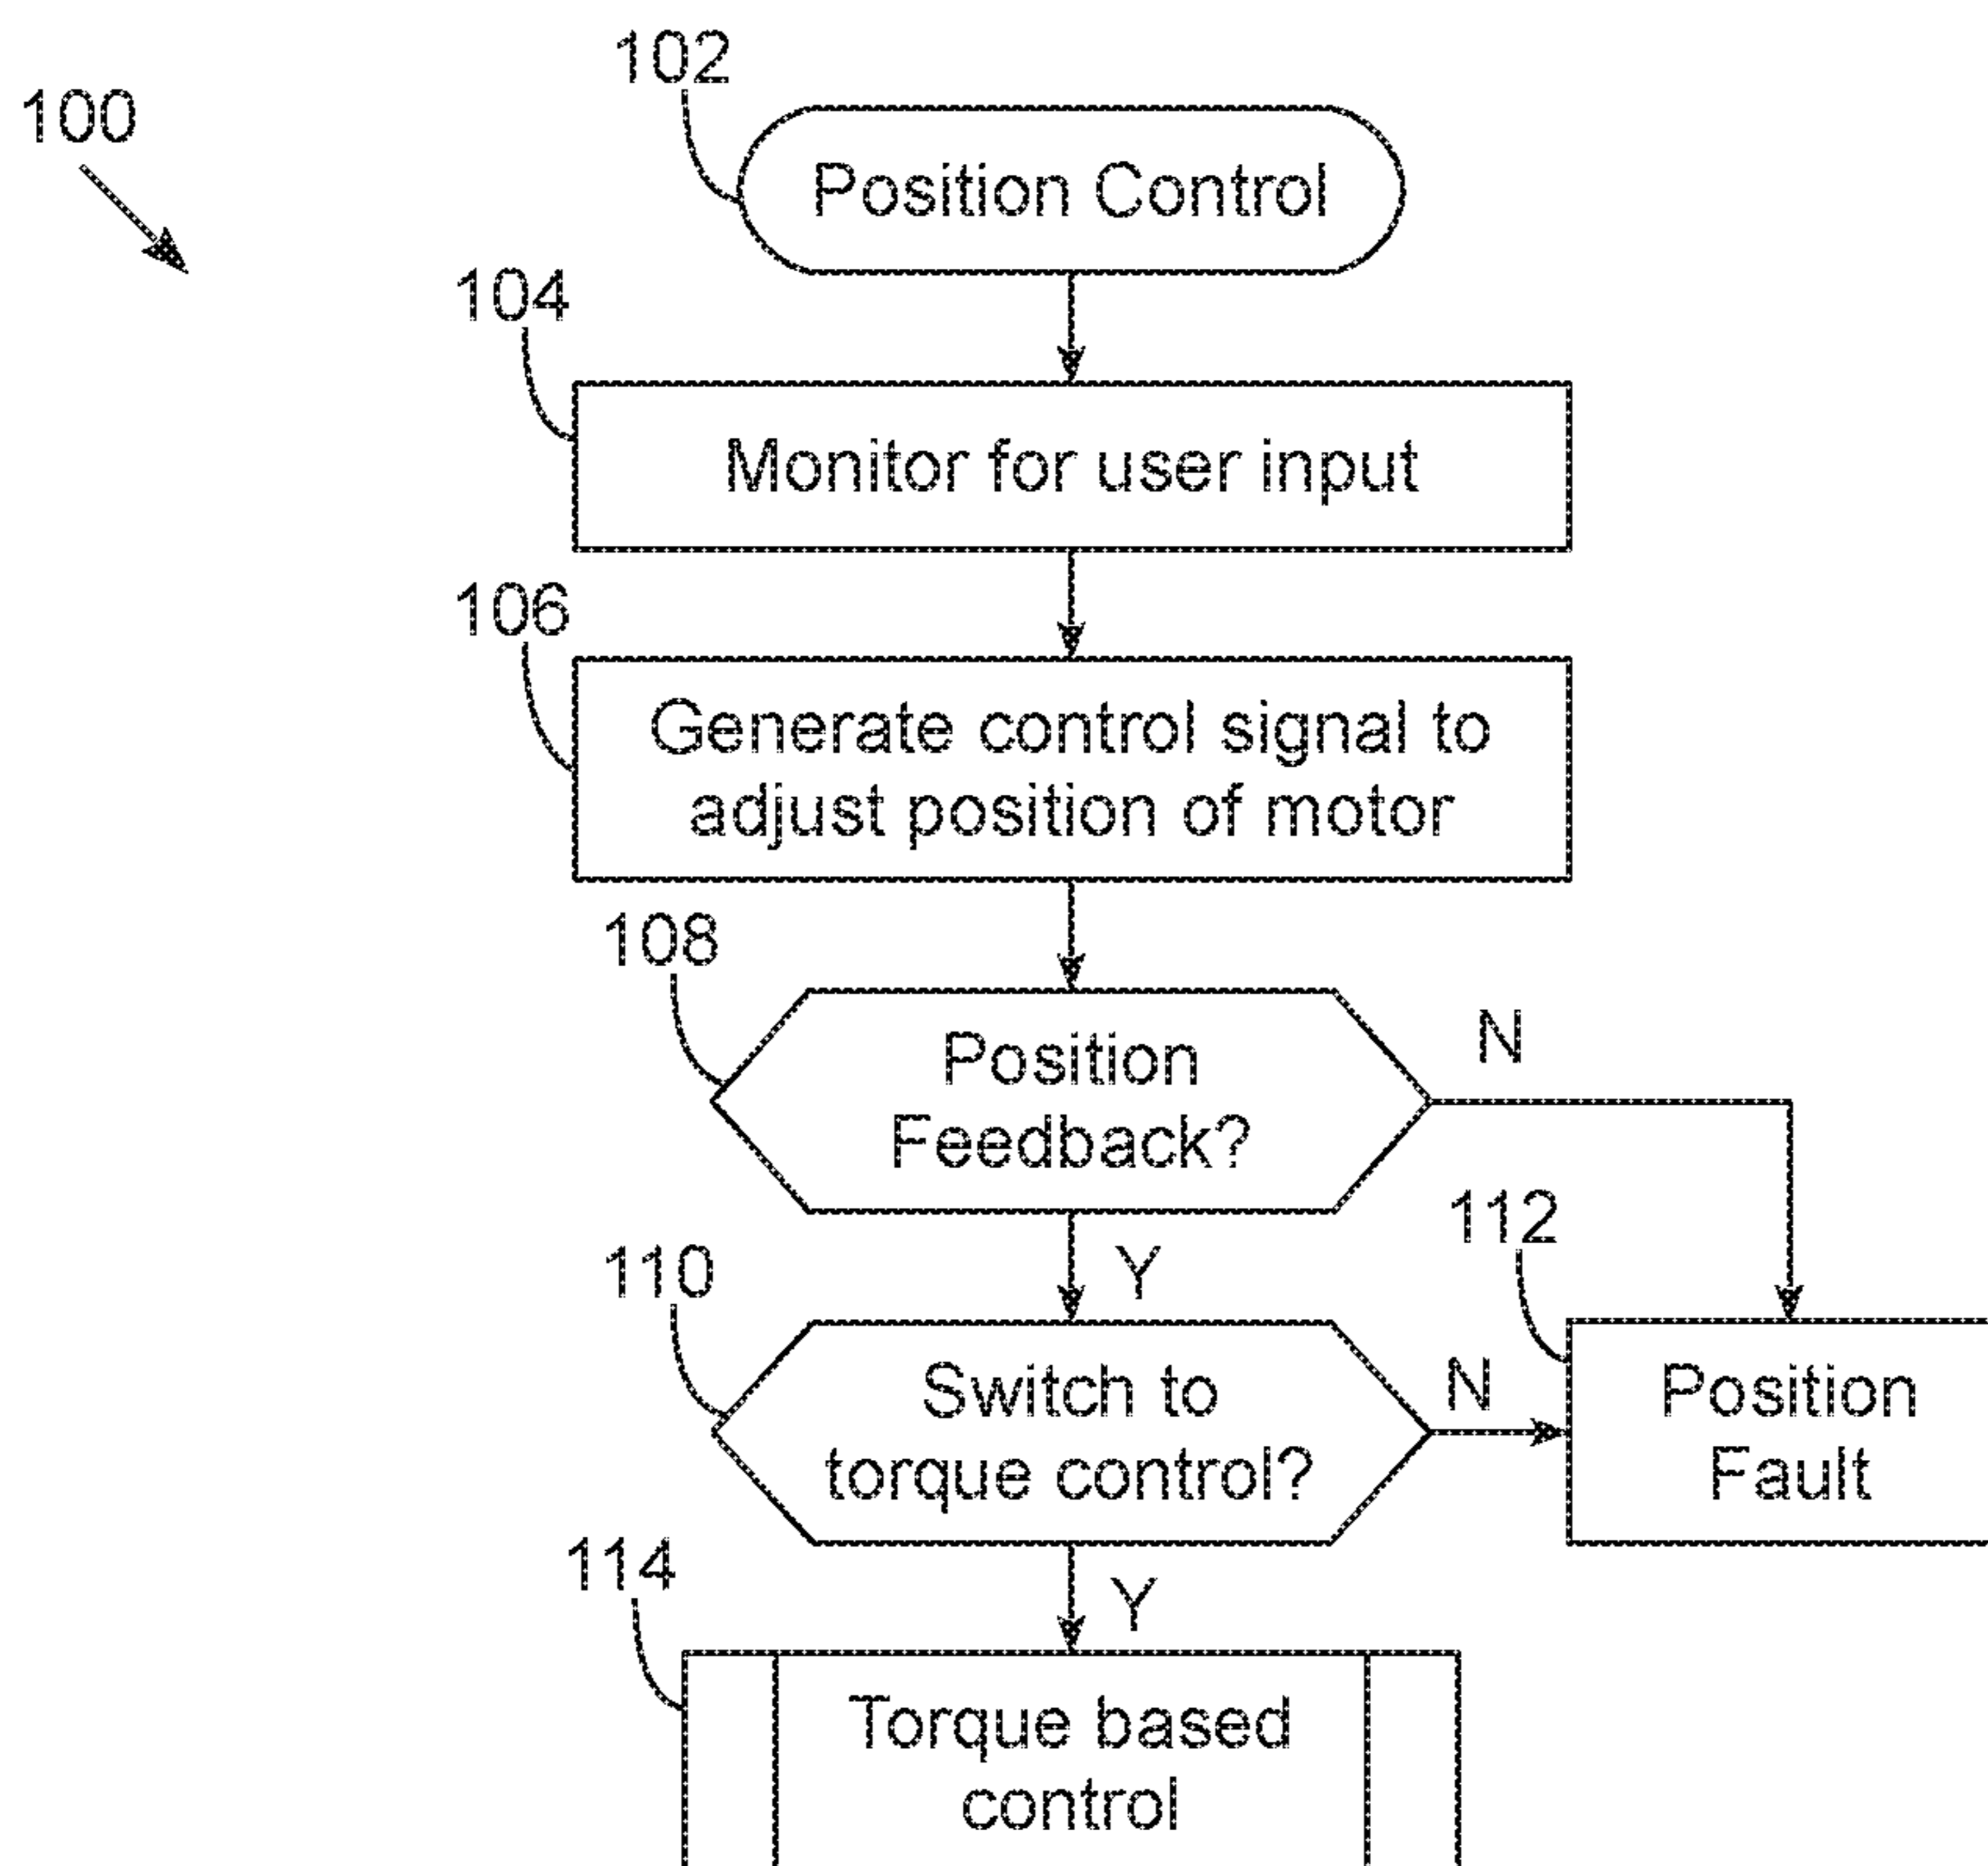 102
100
Position Control
104
Monitor for user input
106
Generate control signal to
adjust position of motor
108
Position
Feedback?
N
112
110
Y
Switch to
torque control?
N
Position
Fault
114
Y
Torque based
control